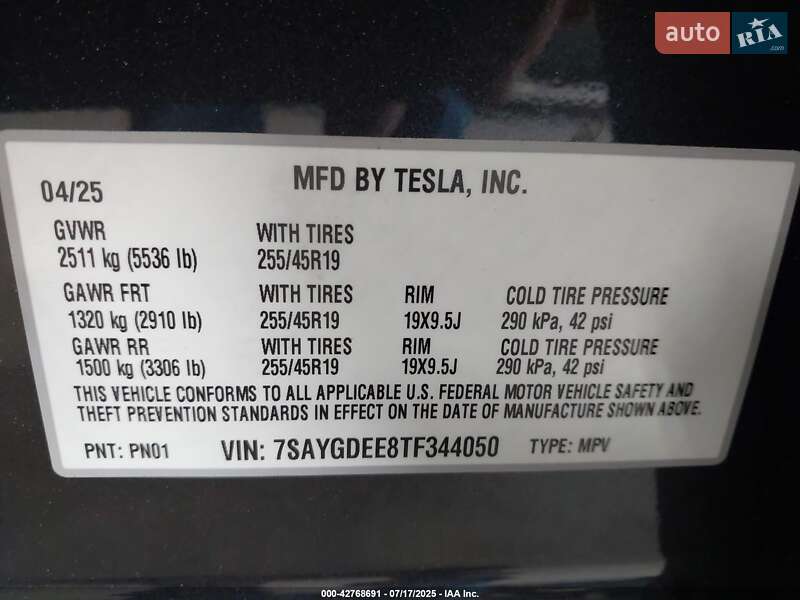 auto RIA
.com
04/25
MFD BY TESLA, INC.
GVWR WITH TIRES
2511 kg (5536 lb) 255/45R19
GAWR FRT WITH TIRES RIM COLD TIRE PRESSURE
1320 kg (2910 lb) 255/45R19 19X9.5J 290 kPa, 42 psi
GAWR RR WITH TIRES RIM COLD TIRE PRESSURE
1500 kg (3306 lb) 255/45R19 19X9.5J 290 kPa, 42 psi
THIS VEHICLE CONFORMS TO ALL APPLICABLE U.S. FEDERAL MOTOR VEHICLE SAFETY AND
THEFT PREVENTION STANDARDS IN EFFECT ON THE DATE OF MANUFACTURE SHOWN ABOVE.
PNT: PN01 VIN: 7SAYGDEE8TF344050 TYPE: MPV
000-42768691 - 07/17/2025 - IAA Inc.